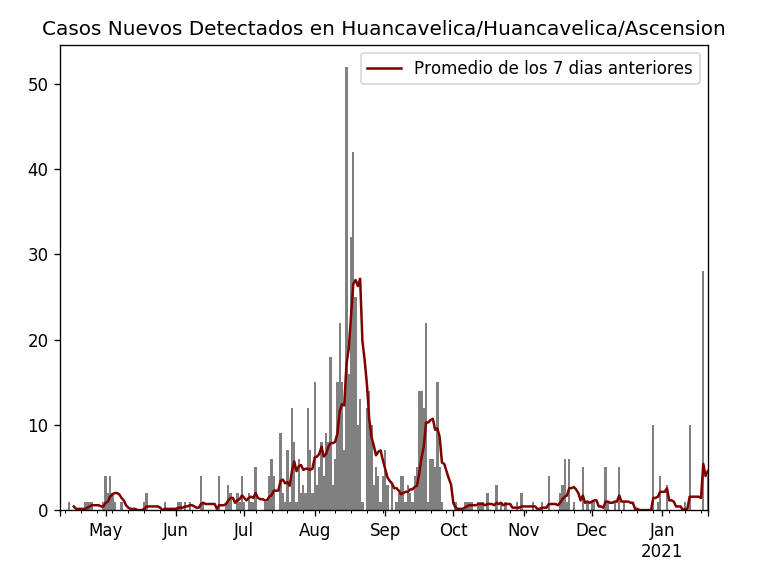 Casos Nuevos Detectados en Huancavelica/Huancavelica/Ascension
Promedio de los 7 dias anteriores
50
40
30
20
10
0
May Jun Jul Aug Sep Oct Nov Dec Jan
2021